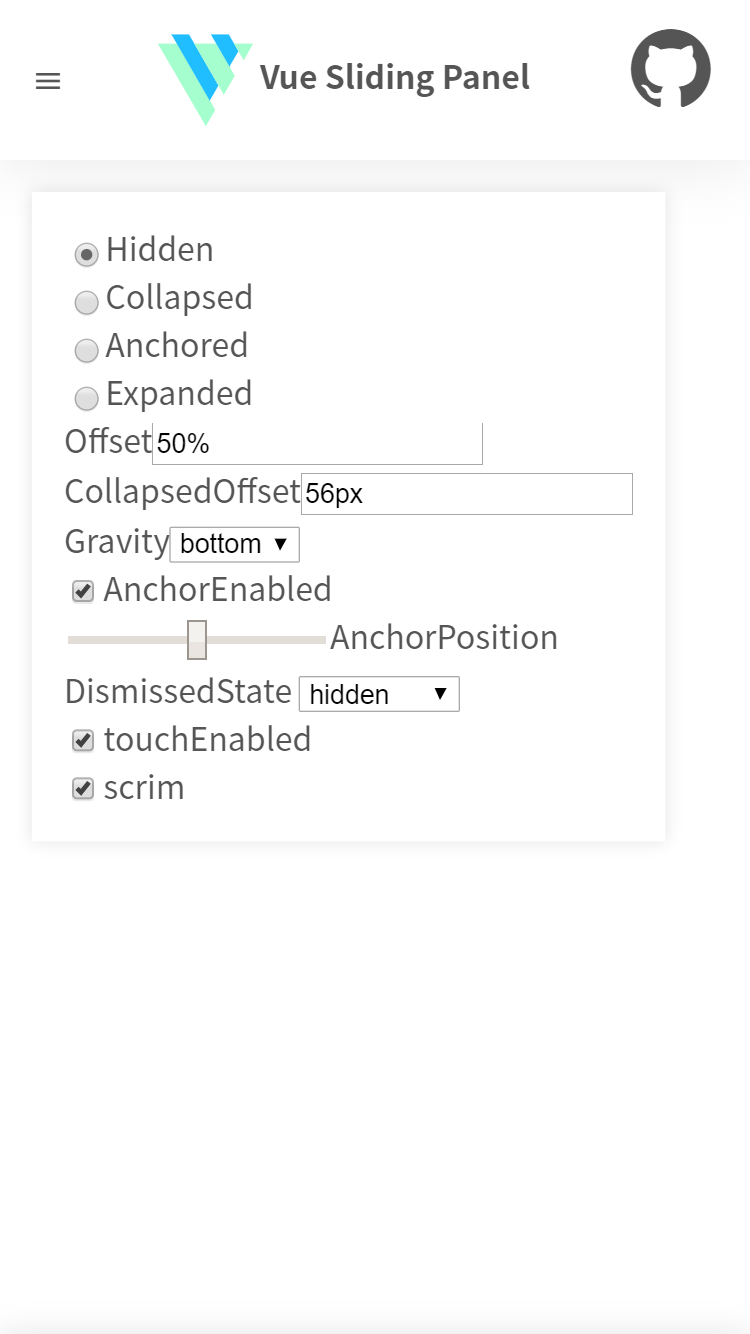 Vue Sliding Panel
Hidden
Collapsed
Anchored
Expanded
Offset 50%
CollapsedOffset 56px
Gravity bottom
AnchorEnabled
AnchorPosition
DismissedState hidden
touchEnabled
scrim